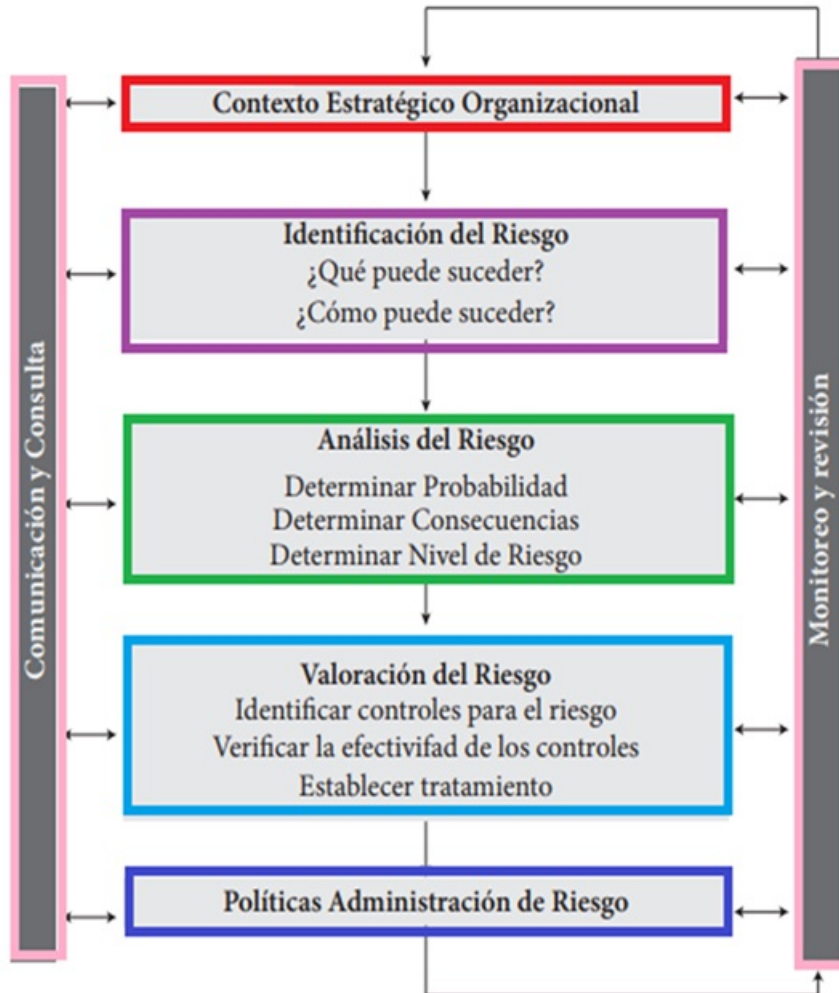 Contexto Estratégico Organizacional
Identificación del Riesgo
¿Qué puede suceder?
¿Cómo puede suceder?
Análisis del Riesgo
Determinar Probabilidad
Determinar Consecuencias
Determinar Nivel de Riesgo
Valoración del Riesgo
Identificar controles para el riesgo
Verificar la efectivifad de los controles
Establecer tratamiento
Políticas Administración de Riesgo
Comunicación y Consulta
Monitoreo y revisión